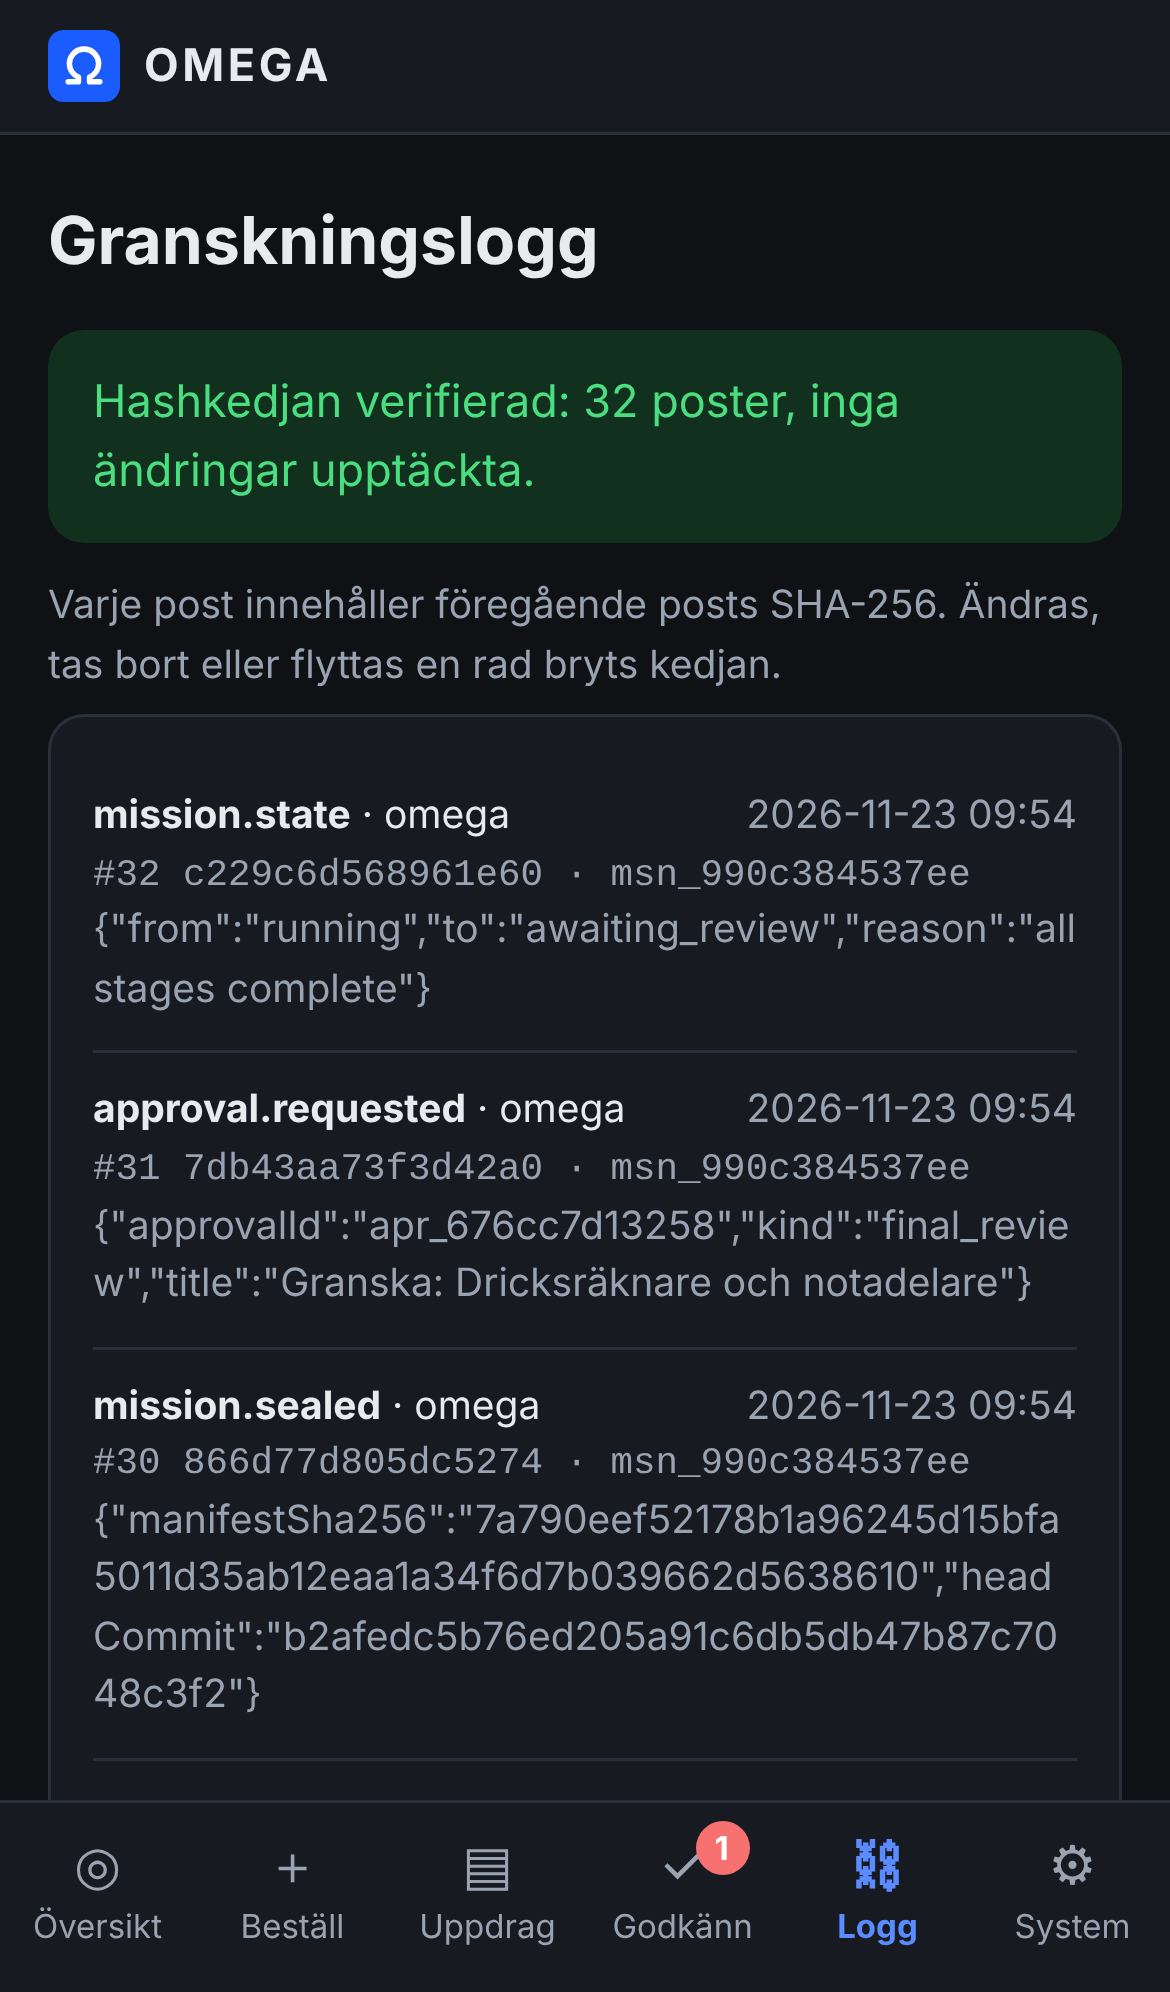 Ω OMEGA
Granskningslogg
Hashkedjan verifierad: 32 poster, inga
ändringar upptäckta.
Varje post innehåller föregående posts SHA-256. Ändras,
tas bort eller flyttas en rad bryts kedjan.
mission.state · omega 2026-11-23 09:54
#32 c229c6d568961e60 · msn_990c384537ee
{"from":"running","to":"awaiting_review","reason":"all
stages complete"}
approval.requested · omega 2026-11-23 09:54
#31 7db43aa73f3d42a0 · msn_990c384537ee
{"approvalId":"apr_676cc7d13258","kind":"final_revie
w","title":"Granska: Dricksräknare och notadelare"}
mission.sealed · omega 2026-11-23 09:54
#30 866d77d805dc5274 · msn_990c384537ee
{"manifestSha256":"7a790eef52178b1a96245d15bfa
5011d35ab12eaa1a34f6d7b039662d5638610","head
Commit":"b2afedc5b76ed205a91c6db5db47b87c70
48c3f2"}
1
Översikt Beställ Uppdrag Godkänn Logg System